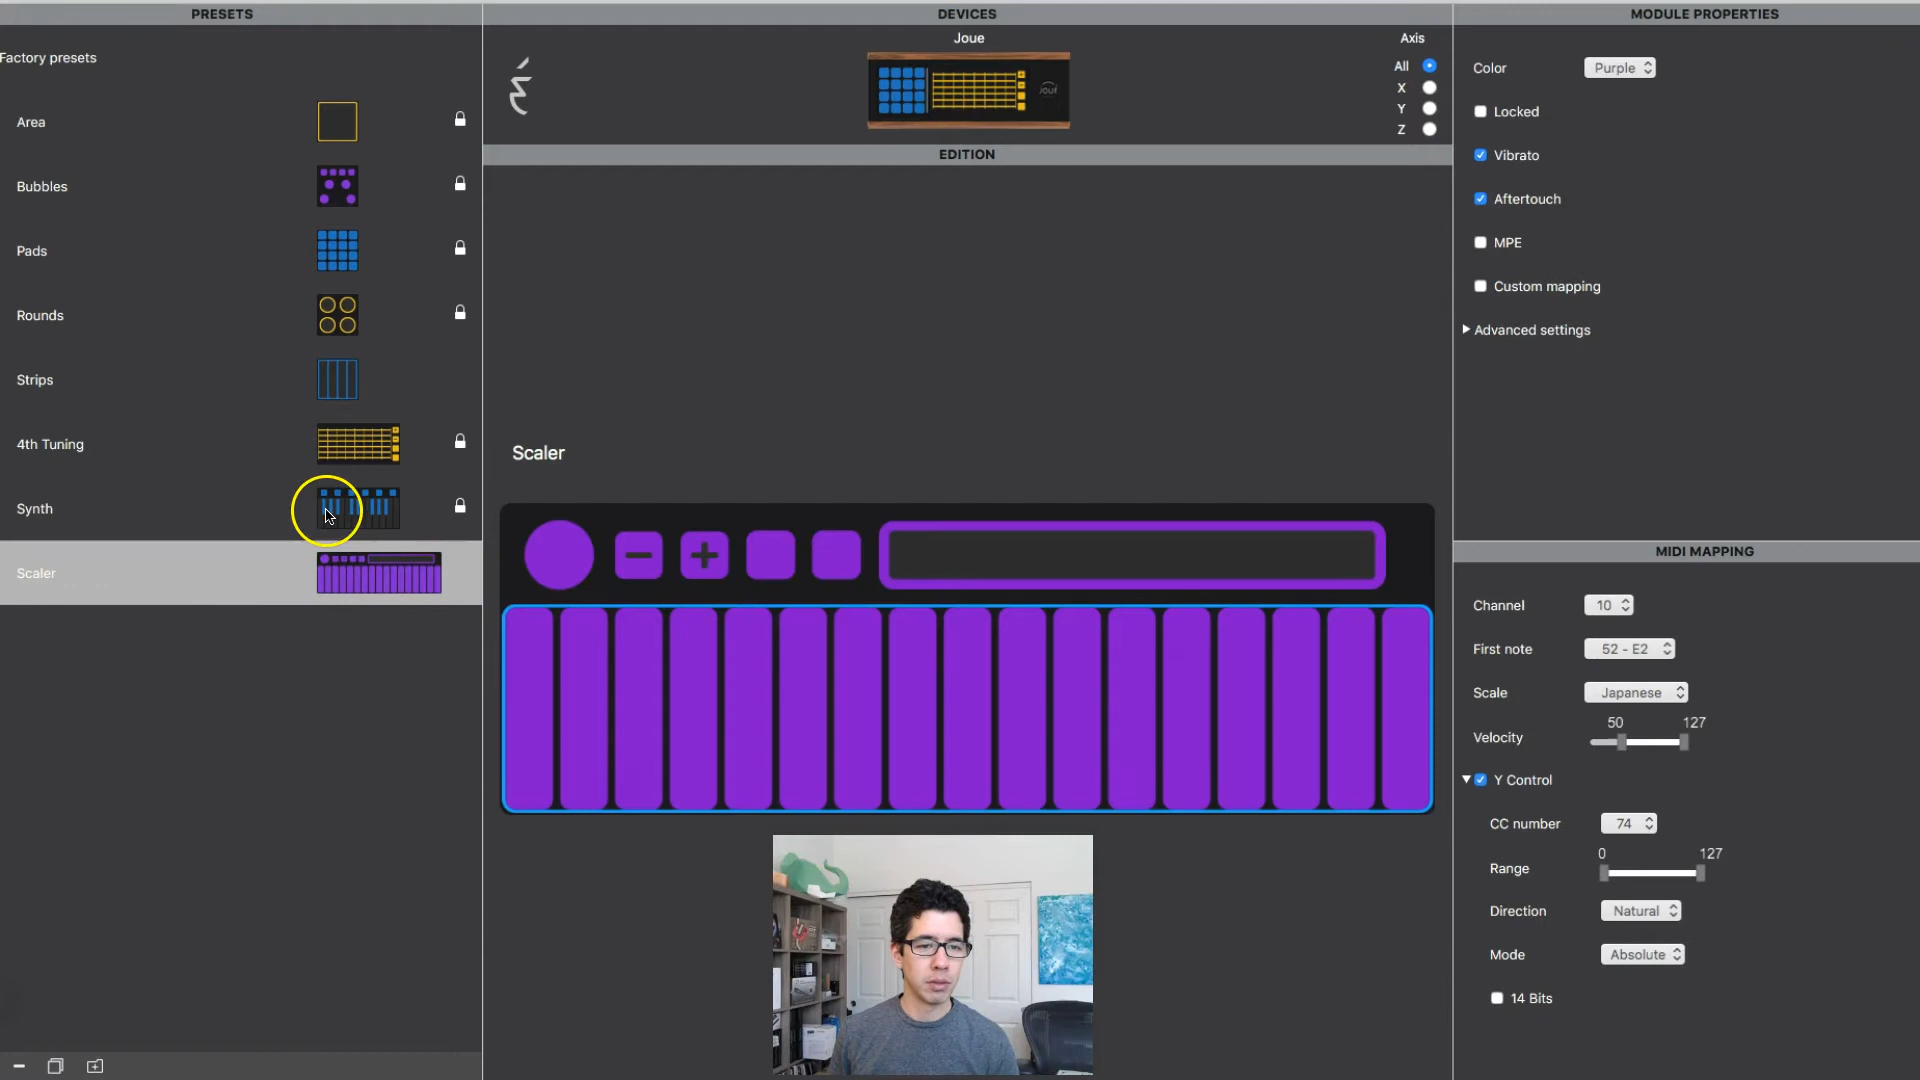 PRESETS
Factory presets
Area
Bubbles
Pads
Rounds
Strips
4th Tuning
Synth
Scaler
DEVICES
Joue
JOUE
Axis
All
X
Y
Z
EDITION
Scaler
MODULE PROPERTIES
Color Purple
Locked
Vibrato
Aftertouch
MPE
Custom mapping
Advanced settings
MIDI MAPPING
Channel 10
First note 52 - E2
Scale Japanese
50 127
Velocity
Y Control
CC number 74
0 127
Range
Direction Natural
Mode Absolute
14 Bits